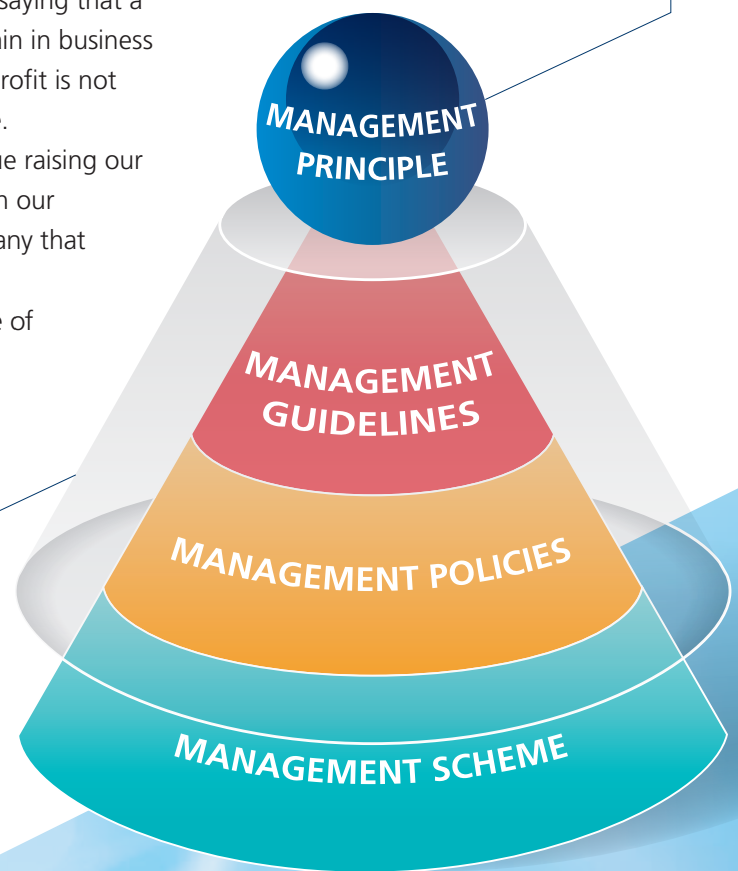 saying that a
in in business
rofit is not
e.
ue raising our
our
any that
of
MANAGEMENT
PRINCIPLE
MANAGEMENT
GUIDELINES
MANAGEMENT POLICIES
MANAGEMENT SCHEME